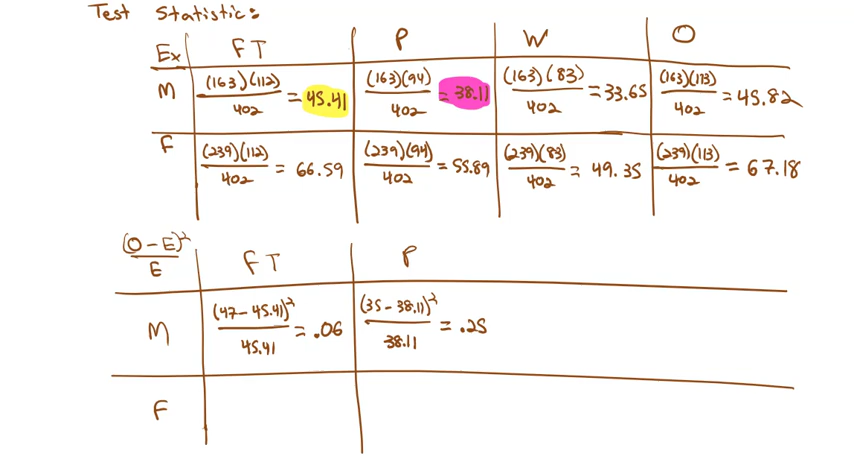 Test Statistic:
Ex FT P W O
M (163)(112)/402 = 45.41 (163)(94)/402 = 38.11 (163)(83)/402 = 33.65 (163)(113)/402 = 45.82
F (239)(112)/402 = 66.59 (239)(94)/402 = 55.89 (239)(83)/402 = 49.35 (239)(113)/402 = 67.18
(O-E)²/E FT P
M (47-45.41)²/45.41 = .06 (35-38.11)²/38.11 = .25
F